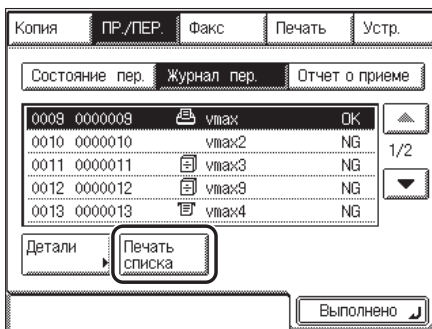 Копия ПР./ПЕР. Факс Печать Устр.
Состояние пер. Журнал пер. Отчет о приеме
0009 0000009 vmax OK
0010 0000010 vmax2 NG
0011 0000011 vmax3 NG
0012 0000012 vmax9 NG
0013 0000013 vmax4 NG
1/2
Детали
Печать
списка
Выполнено